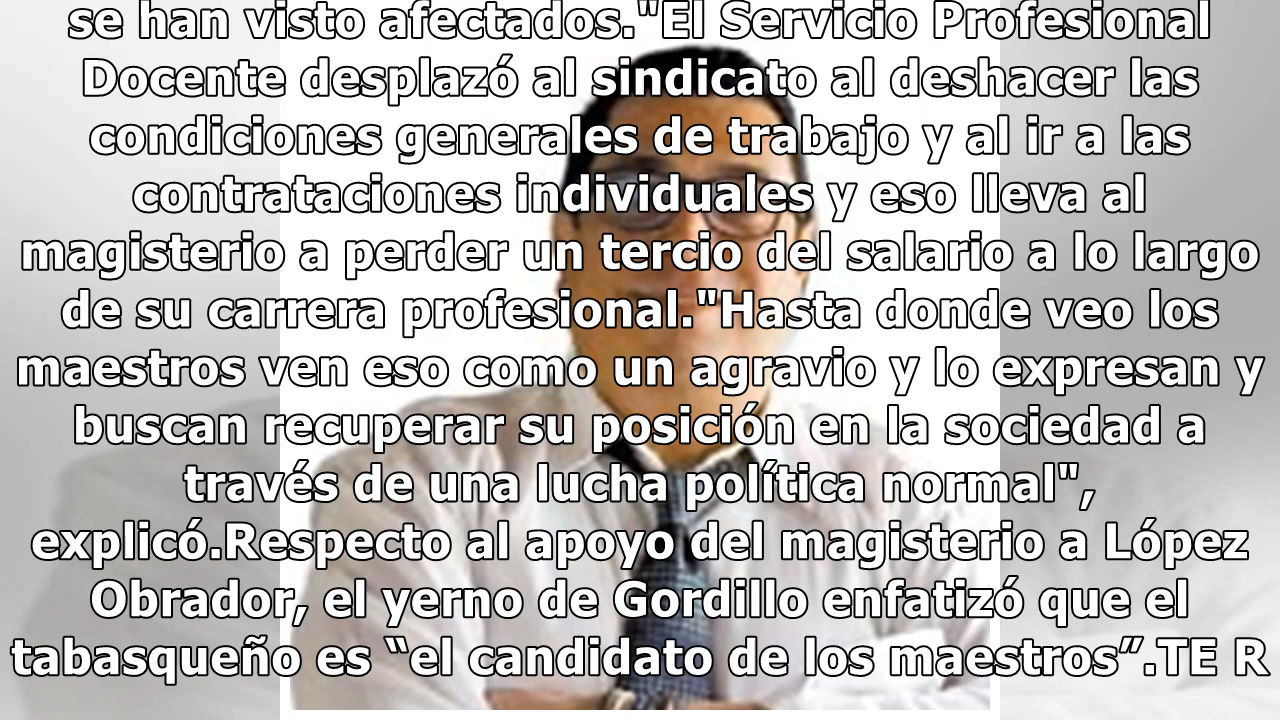 se han visto afectados."El Servicio Profesional
Docente desplazó al sindicato al deshacer las
condiciones generales de trabajo y al ir a las
contrataciones individuales y eso lleva al
magisterio a perder un tercio del salario a lo largo
de su carrera profesional."Hasta donde veo los
maestros ven eso como un agravio y lo expresan y
buscan recuperar su posición en la sociedad a
través de una lucha política normal",
explicó.Respecto al apoyo del magisterio a López
Obrador, el yerno de Gordillo enfatizó que el
tabasqueño es “el candidato de los maestros”.TE R